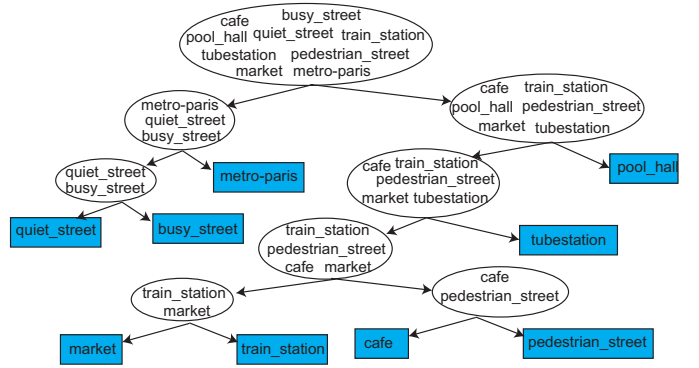 cafe busy_street
pool_hall quiet_street train_station
tubestation pedestrian_street
market metro-paris
metro-paris
quiet_street
busy_street
cafe train_station
pool_hall pedestrian_street
market tubestation
quiet_street
busy_street
metro-paris
cafe train_station
pedestrian_street
market tubestation
pool_hall
quiet_street
busy_street
train_station
pedestrian_street
cafe market
tubestation
train_station
market
cafe
pedestrian_street
market
train_station
cafe
pedestrian_street